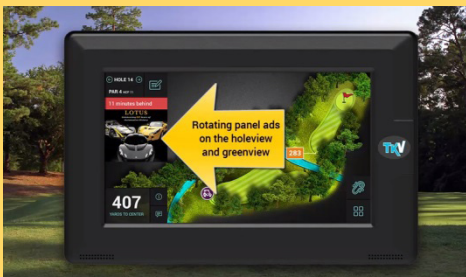 HOLE 14
PAR 4
11 minutes behind
LOTUS
Rotating panel ads
on the holeview
and greenview
283
407
YARDS TO CENTER